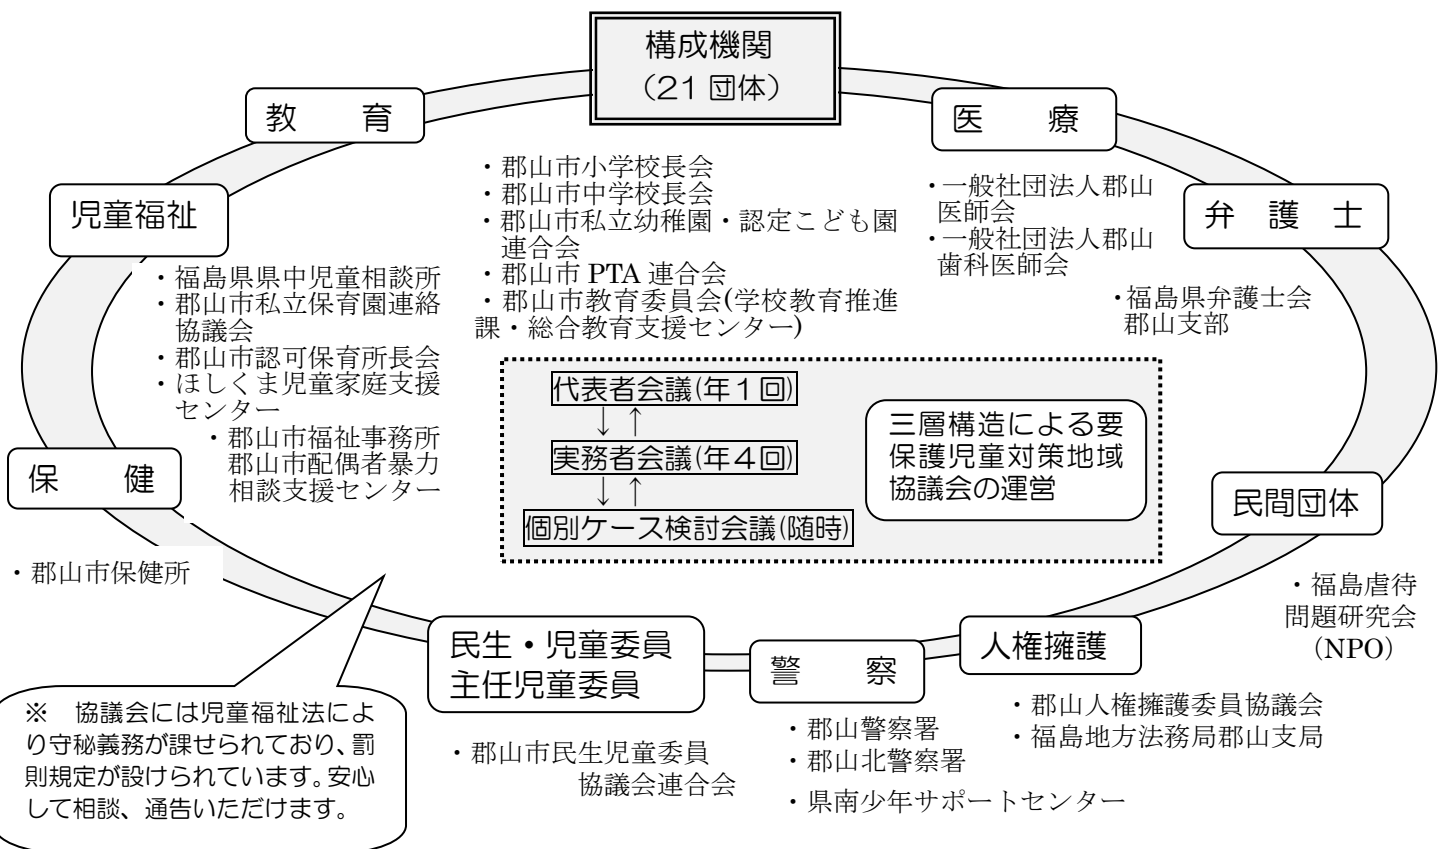 構成機関
（21 団体）
教　育
・郡山市小学校長会
・郡山市中学校長会
・郡山市私立幼稚園・認定こども園
連合会
・郡山市 PTA 連合会
・郡山市教育委員会(学校教育推進
課・総合教育支援センター)
医　療
・一般社団法人郡山
医師会
・一般社団法人郡山
歯科医師会
児童福祉
・福島県県中児童相談所
・郡山市私立保育園連絡
協議会
・郡山市認可保育所長会
・ほしくま児童家庭支援
センター
・郡山市福祉事務所
郡山市配偶者暴力
相談支援センター
弁　護　士
・福島県弁護士会
郡山支部
代表者会議(年１回)
↓ ↑
実務者会議(年４回)
↓ ↑
個別ケース検討会議(随時)
三層構造による要
保護児童対策地域
協議会の運営
保　健
・郡山市保健所
民間団体
・福島虐待
問題研究会
（NPO）
民生・児童委員
主任児童委員
・郡山市民生児童委員
協議会連合会
警　察
・郡山警察署
・郡山北警察署
・県南少年サポートセンター
人権擁護
・郡山人権擁護委員協議会
・福島地方法務局郡山支局
※　協議会には児童福祉法によ
り守秘義務が課せられており、罰
則規定が設けられています。安心
して相談、通告いただけます。